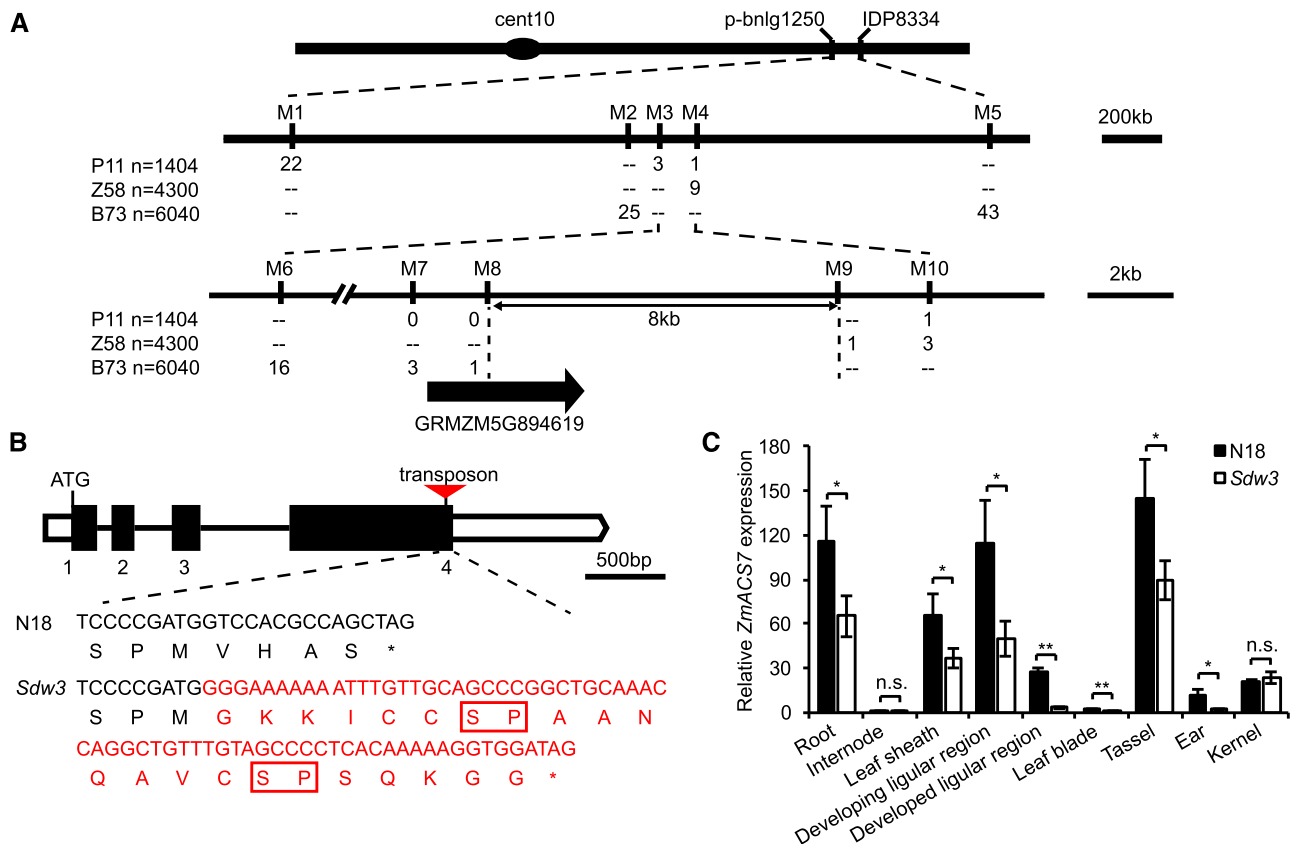 A
cent10
p-bnlg1250 IDP8334
M1 M2 M3 M4 M5
200kb
P11 n=1404 22 -- 3 1 --
Z58 n=4300 -- -- -- 9 --
B73 n=6040 -- 25 -- -- 43
M6 M7 M8 M9 M10
2kb
8kb
P11 n=1404 -- 0 0 -- 1
Z58 n=4300 -- -- -- 1 3
B73 n=6040 16 3 1 -- --
GRMZM5G894619
B
ATG
transposon
1 2 3 4
500bp
N18 TCCCCGATGGTCCACGCCAGCTAG
S P M V H A S *
Sdw3 TCCCCGATGGGGAAAAAAATTTGTTGCAGCCCGGCTGCAAAC
S P M G K K I C C S P A A N
CAGGCTGTTTGTAGCCCCTCACAAAAAGGTGGATAG
Q A V C S P S Q K G G *
C
Relative ZmACS7 expression
180
150
120
90
60
30
0
N18
Sdw3
* n.s. * * ** ** * * n.s.
Root
Internode
Leaf sheath
Developing ligular region
Developed ligular region
Leaf blade
Tassel
Ear
Kernel